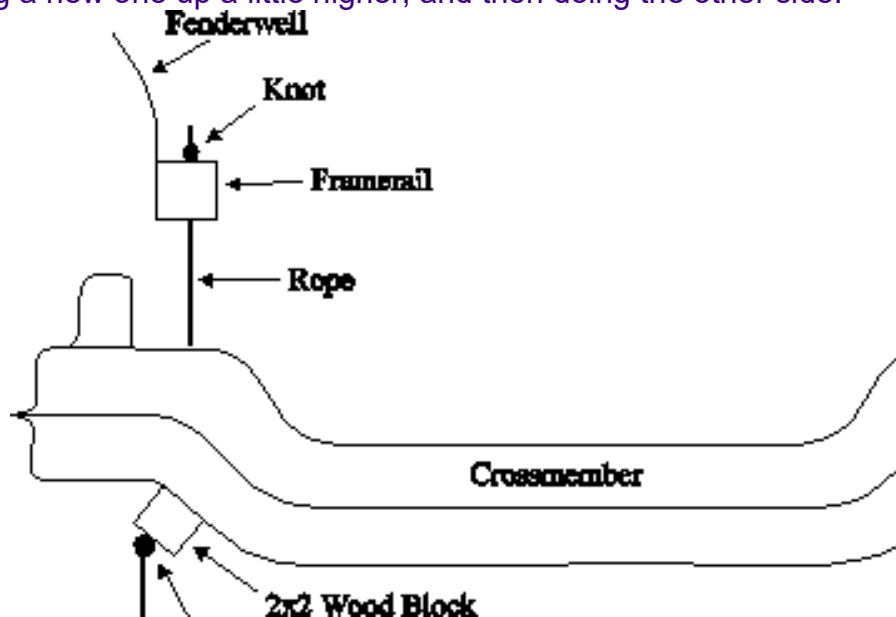 g a new one up a little higher, and then doing the other side.
Fenderwell
Knot
Framerail
Rope
Crossmember
2x2 Wood Block